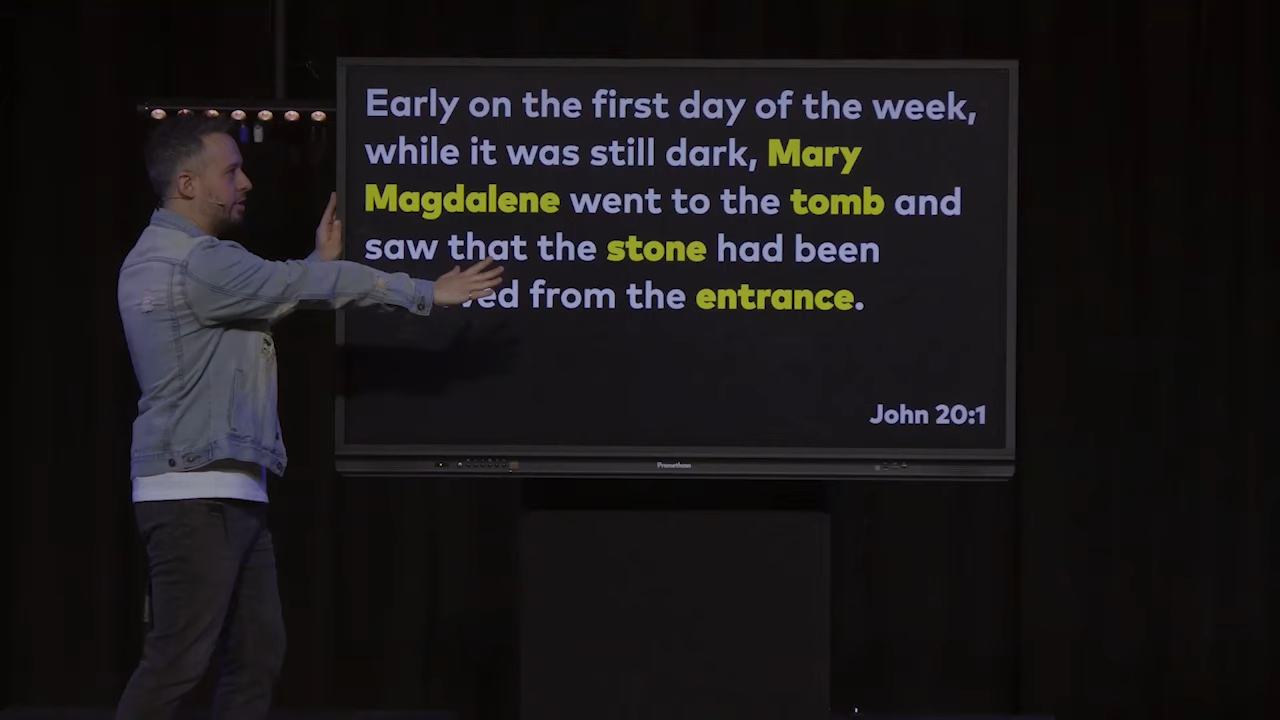 Early on the first day of the week,
while it was still dark, Mary
Magdalene went to the tomb and
saw that the stone had been
from the entrance.
John 20:1
Promethean